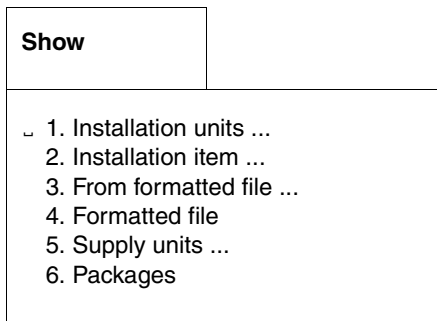 Show
␣ 1. Installation units ...
2. Installation item ...
3. From formatted file ...
4. Formatted file
5. Supply units ...
6. Packages